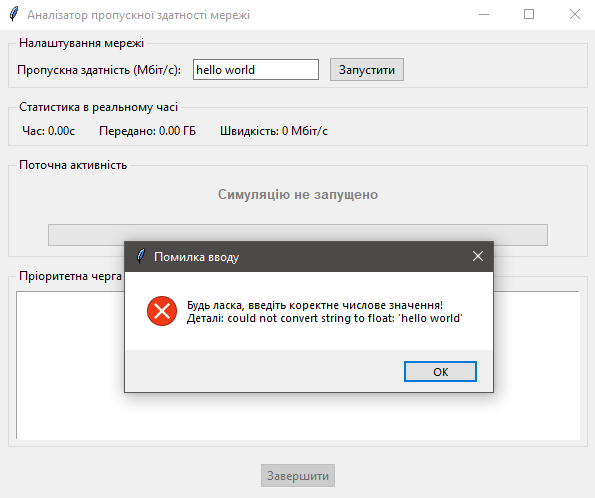 Аналізатор пропускної здатності мережі
Налаштування мережі
Пропускна здатність (Мбіт/с): hello world Запустити
Статистика в реальному часі
Час: 0.00с Передано: 0.00 ГБ Швидкість: 0 Мбіт/с
Поточна активність
Симуляцію не запущено
Помилка вводу
Пріоритетна черга
Будь ласка, введіть коректне числове значення!
Деталі: could not convert string to float: 'hello world'
OK
Завершити